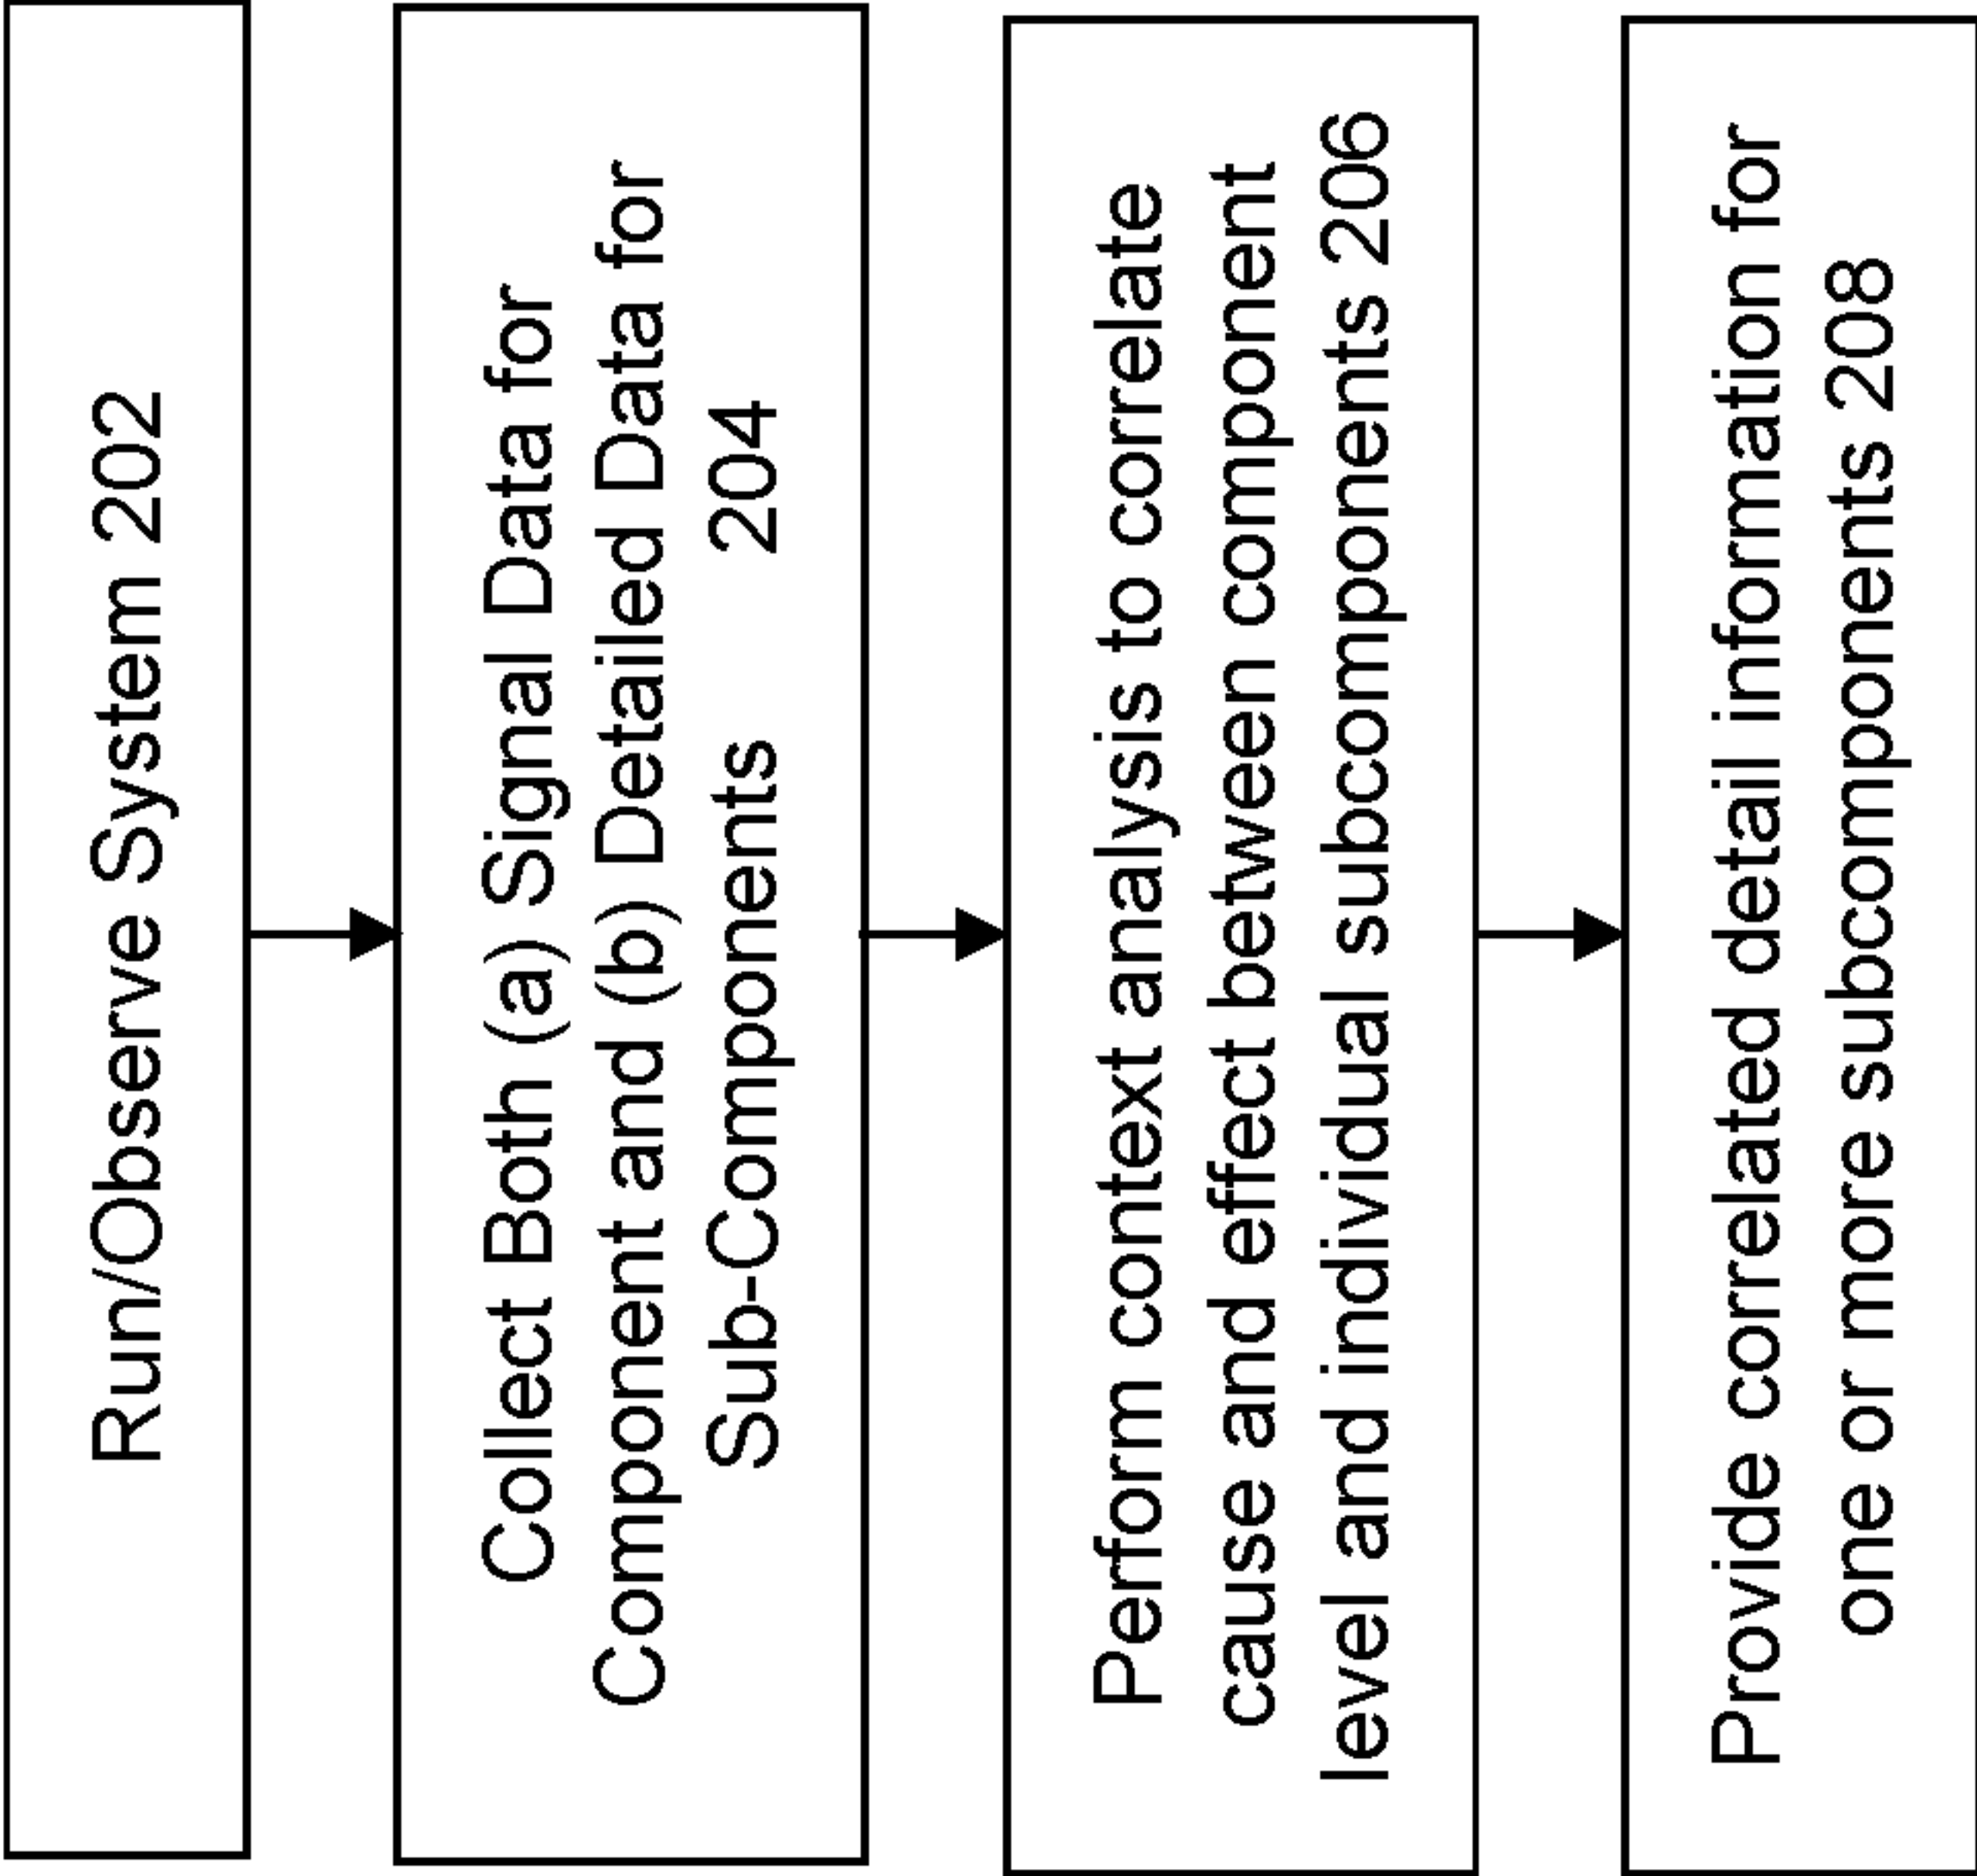 Run/Observe System 202
Collect Both (a) Signal Data for
Component and (b) Detailed Data for
Sub-Components 204
Perform context analysis to correlate
cause and effect between component
level and individual subcomponents 206
Provide correlated detail information for
one or more subcomponents 208